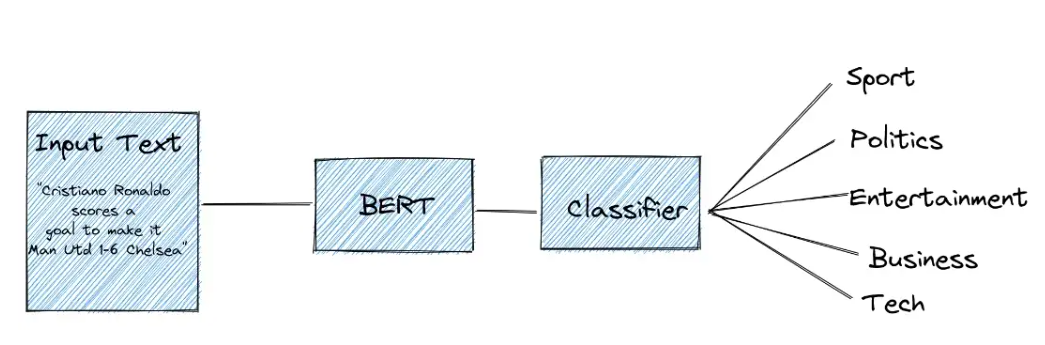 Input Text
"Cristiano Ronaldo
scores a
goal to make it
Man Utd 1-6 Chelsea"
BERT
Classifier
Sport
Politics
Entertainment
Business
Tech